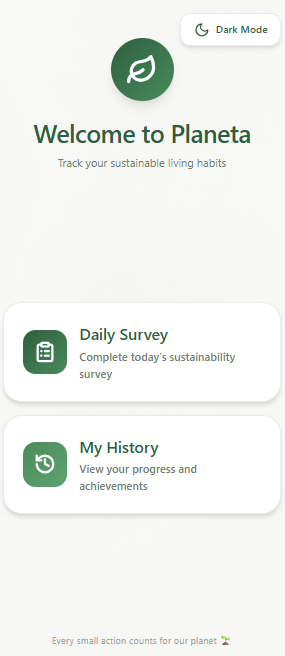 Dark Mode
Welcome to Planeta
Track your sustainable living habits
Daily Survey
Complete today's sustainability
survey
My History
View your progress and
achievements
Every small action counts for our planet 🌱